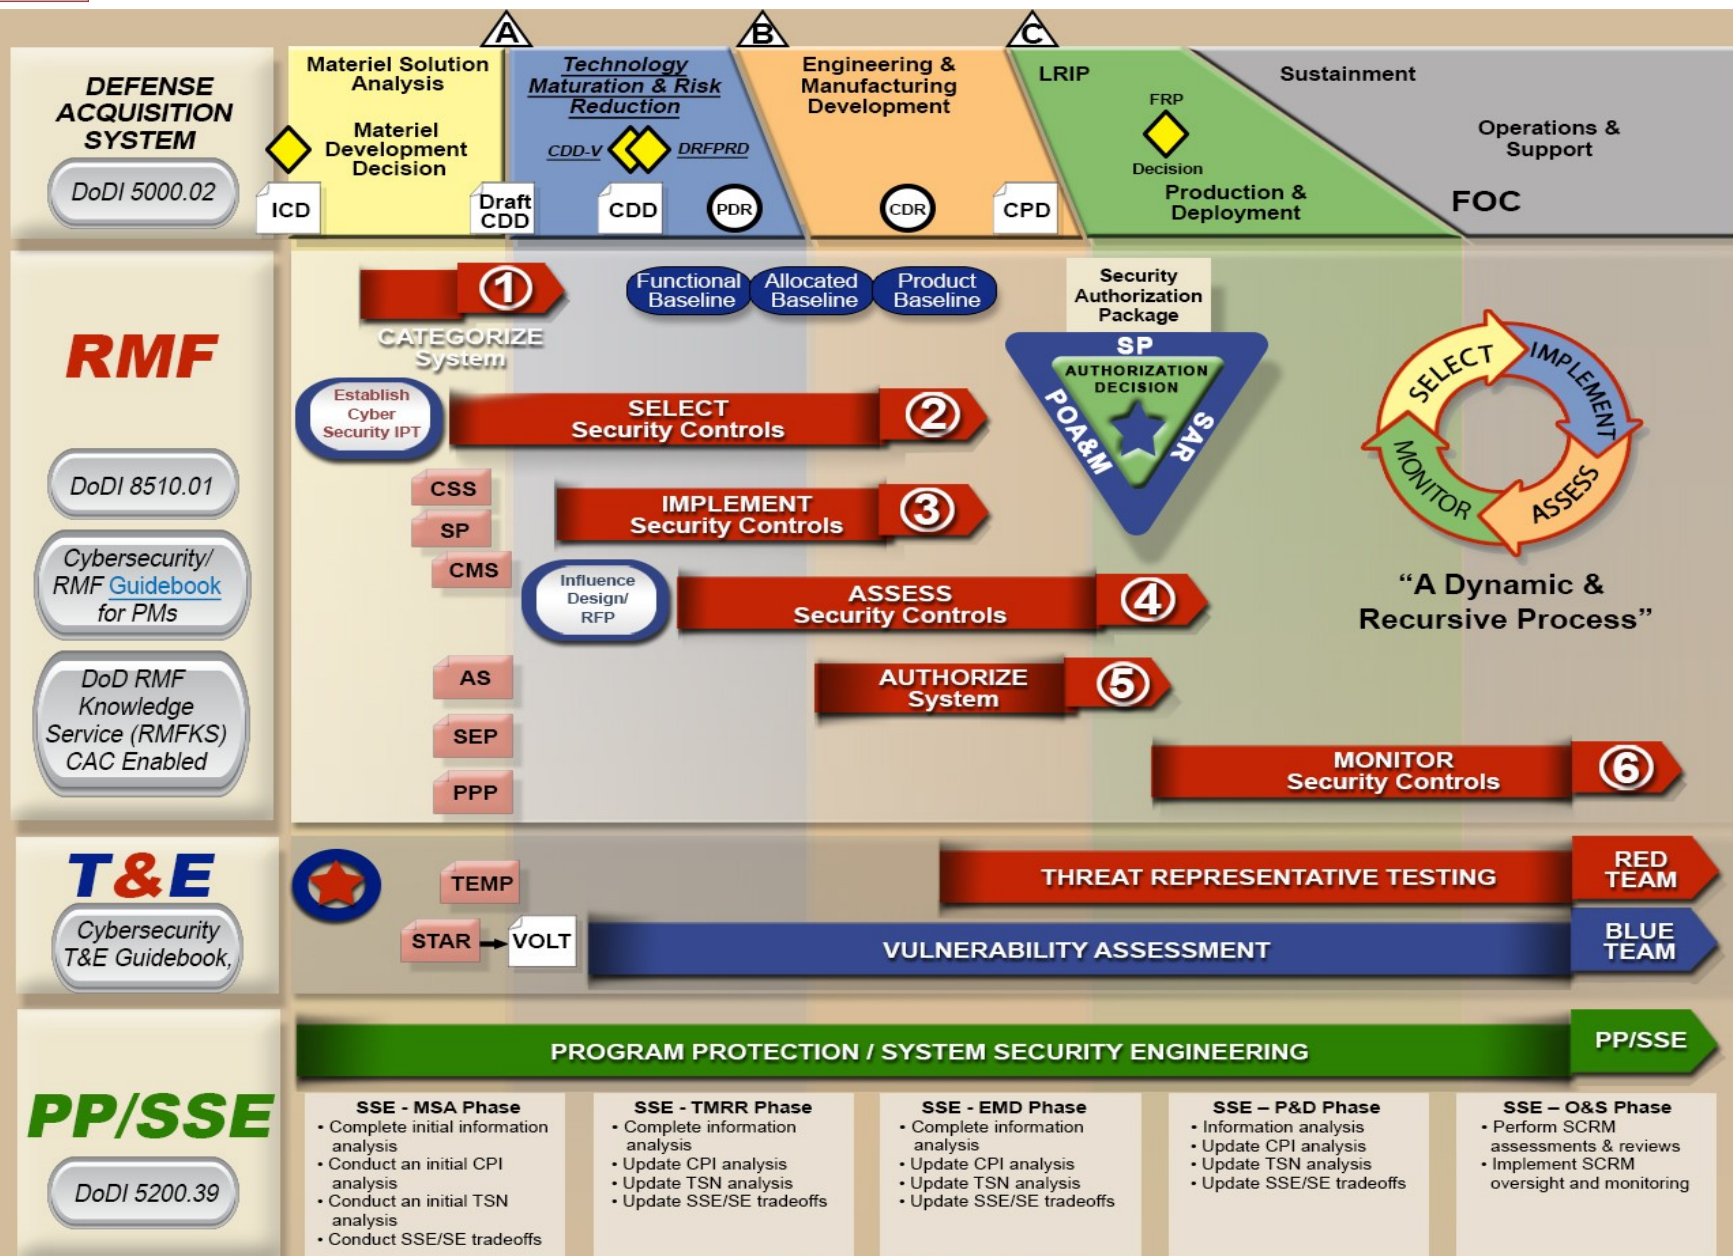 A
B
C
DEFENSE
ACQUISITION
SYSTEM
DoDI 5000.02
Materiel Solution
Analysis
Materiel
Development
Decision
ICD
Draft
CDD
Technology
Maturation & Risk
Reduction
CDD-V
DRFPRD
CDD
PDR
Engineering &
Manufacturing
Development
CDR
CPD
LRIP
FRP
Decision
Production &
Deployment
Sustainment
Operations &
Support
FOC
RMF
DoDI 8510.01
Cybersecurity/
RMF Guidebook
for PMs
DoD RMF
Knowledge
Service (RMFKS)
CAC Enabled
1
CATEGORIZE
System
Functional
Baseline
Allocated
Baseline
Product
Baseline
Security
Authorization
Package
SP
AUTHORIZATION
DECISION
POA&M
SAR
Establish
Cyber
Security IPT
SELECT
Security Controls
2
CSS
SP
CMS
IMPLEMENT
Security Controls
3
Influence
Design/
RFP
ASSESS
Security Controls
4
AS
SEP
PPP
AUTHORIZE
System
5
MONITOR
Security Controls
6
SELECT
IMPLEMENT
ASSESS
MONITOR
“A Dynamic &
Recursive Process”
T&E
Cybersecurity
T&E Guidebook,
TEMP
STAR
VOLT
THREAT REPRESENTATIVE TESTING
RED
TEAM
VULNERABILITY ASSESSMENT
BLUE
TEAM
PP/SSE
DoDI 5200.39
PROGRAM PROTECTION / SYSTEM SECURITY ENGINEERING
PP/SSE
SSE - MSA Phase
• Complete initial information
analysis
• Conduct an initial CPI
analysis
• Conduct an initial TSN
analysis
• Conduct SSE/SE tradeoffs
SSE - TMRR Phase
• Complete information
analysis
• Update CPI analysis
• Update TSN analysis
• Update SSE/SE tradeoffs
SSE - EMD Phase
• Complete information
analysis
• Update CPI analysis
• Update TSN analysis
• Update SSE/SE tradeoffs
SSE – P&D Phase
• Information analysis
• Update CPI analysis
• Update TSN analysis
• Update SSE/SE tradeoffs
SSE – O&S Phase
• Perform SCRM
assessments & reviews
• Implement SCRM
oversight and monitoring